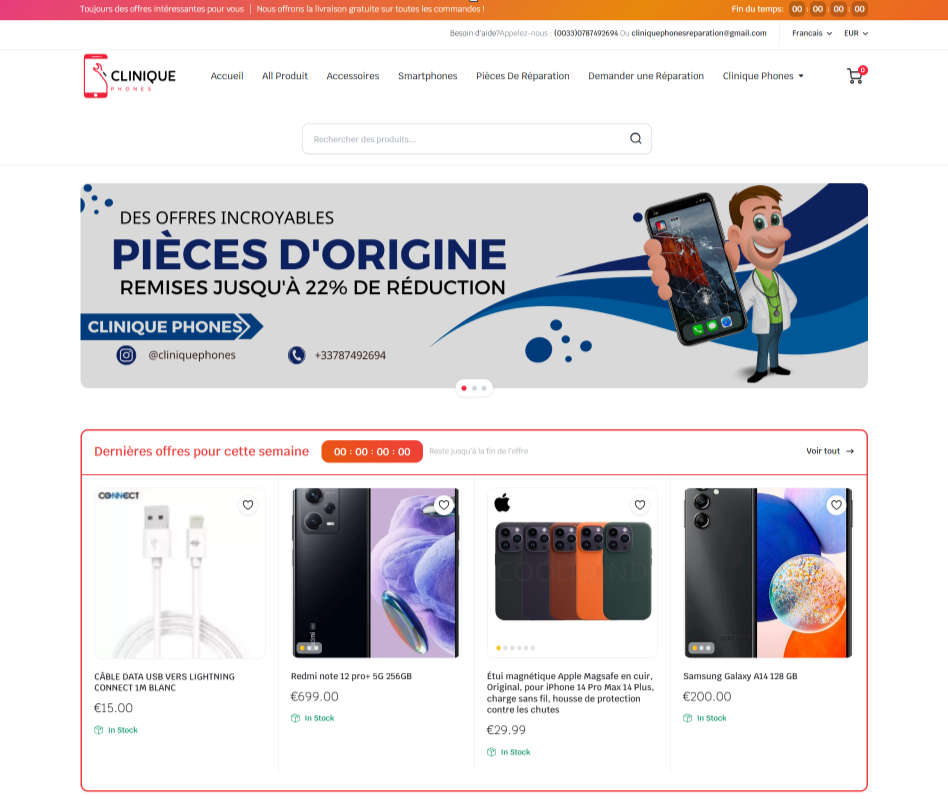 Toujours des offres intéressantes pour vous | Nous offrons la livraison gratuite sur toutes les commandes !
Fin du temps: 00 : 00 : 00 : 00
Besoin d'aide?Appelez-nous : (0033)0787492694 Ou cliniquephonesreparation@gmail.com
Francais
EUR
CLINIQUE
PHONES
Accueil
All Produit
Accessoires
Smartphones
Pièces De Réparation
Demander une Réparation
Clinique Phones
0
Rechercher des produits...
DES OFFRES INCROYABLES
PIÈCES D'ORIGINE
REMISES JUSQU'À 22% DE RÉDUCTION
CLINIQUE PHONES
@cliniquephones
+33787492694
Dernières offres pour cette semaine
00 : 00 : 00 : 00
Reste jusqu'à la fin de l'offre
Voir tout
CONNECT
CÂBLE DATA USB VERS LIGHTNING
CONNECT 1M BLANC
€15.00
In Stock
Redmi note 12 pro+ 5G 256GB
€699.00
In Stock
Étui magnétique Apple Magsafe en cuir,
Original, pour iPhone 14 Pro Max 14 Plus,
charge sans fil, housse de protection
contre les chutes
€29.99
In Stock
Samsung Galaxy A14 128 GB
€200.00
In Stock